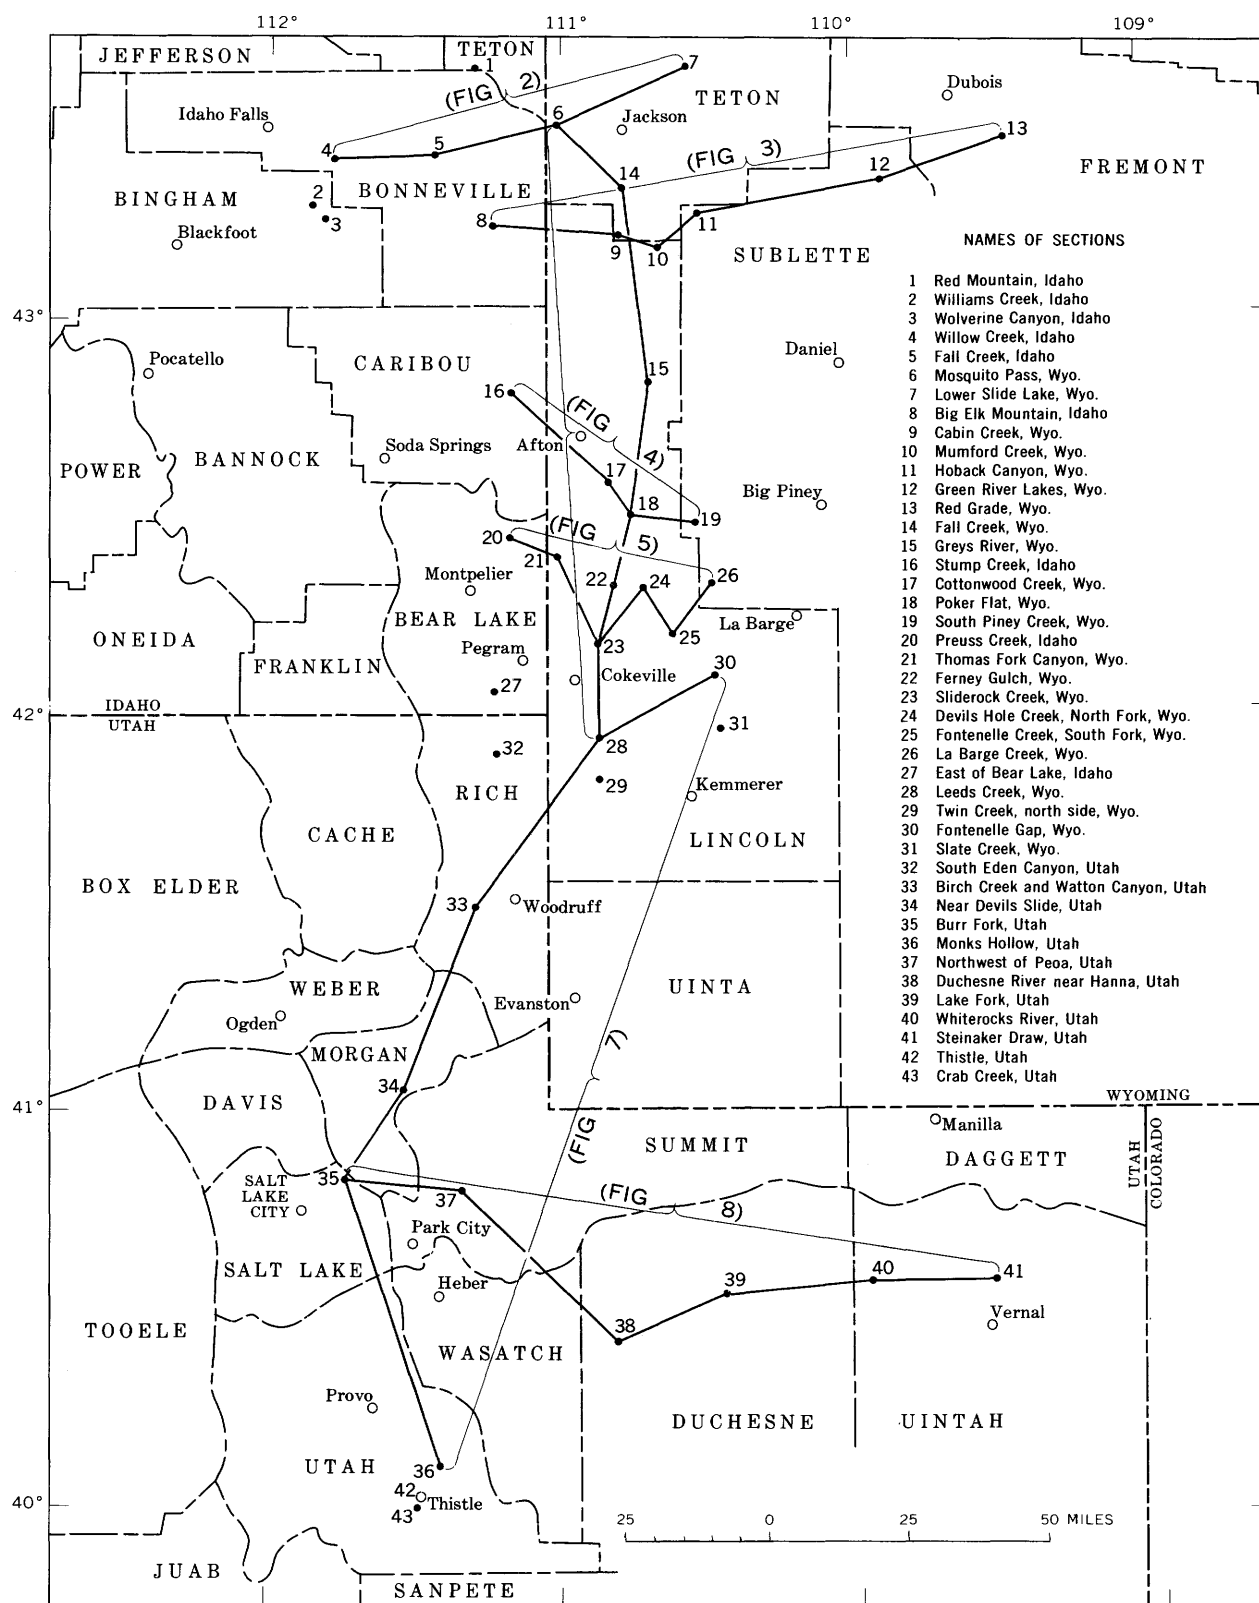 112°
111°
110°
109°
JEFFERSON
TETON
1
7
(FIG 2)
TETON
Dubois
Idaho Falls
6
Jackson
13
4
5
(FIG 3)
12
FREMONT
14
BINGHAM
2
BONNEVILLE
3
8
11
Blackfoot
9
10
SUBLETTE
NAMES OF SECTIONS
1 Red Mountain, Idaho
2 Williams Creek, Idaho
3 Wolverine Canyon, Idaho
4 Willow Creek, Idaho
5 Fall Creek, Idaho
6 Mosquito Pass, Wyo.
7 Lower Slide Lake, Wyo.
8 Big Elk Mountain, Idaho
9 Cabin Creek, Wyo.
10 Mumford Creek, Wyo.
11 Hoback Canyon, Wyo.
12 Green River Lakes, Wyo.
13 Red Grade, Wyo.
14 Fall Creek, Wyo.
15 Greys River, Wyo.
16 Stump Creek, Idaho
17 Cottonwood Creek, Wyo.
18 Poker Flat, Wyo.
19 South Piney Creek, Wyo.
20 Preuss Creek, Idaho
21 Thomas Fork Canyon, Wyo.
22 Ferney Gulch, Wyo.
23 Sliderock Creek, Wyo.
24 Devils Hole Creek, North Fork, Wyo.
25 Fontenelle Creek, South Fork, Wyo.
26 La Barge Creek, Wyo.
27 East of Bear Lake, Idaho
28 Leeds Creek, Wyo.
29 Twin Creek, north side, Wyo.
30 Fontenelle Gap, Wyo.
31 Slate Creek, Wyo.
32 South Eden Canyon, Utah
33 Birch Creek and Watton Canyon, Utah
34 Near Devils Slide, Utah
35 Burr Fork, Utah
36 Monks Hollow, Utah
37 Northwest of Peoa, Utah
38 Duchesne River near Hanna, Utah
39 Lake Fork, Utah
40 Whiterocks River, Utah
41 Steinaker Draw, Utah
42 Thistle, Utah
43 Crab Creek, Utah
43°
Pocatello
CARIBOU
Daniel
15
16
(FIG 4)
Soda Springs
Afton
POWER
BANNOCK
17
Big Piney
18
19
20
(FIG 5)
21
Montpelier
22
24
26
BEAR LAKE
La Barge
ONEIDA
FRANKLIN
Pegram
23
25
30
Cokeville
27
42°
IDAHO
UTAH
31
32
28
29
Kemmerer
RICH
CACHE
LINCOLN
BOX ELDER
33
Woodruff
WEBER
UINTA
Evanston
Ogden
MORGAN
(FIG 7)
34
DAVIS
41°
WYOMING
Manilla
SUMMIT
DAGGETT
UTAH
COLORADO
SALT
LAKE
CITY
35
37
(FIG 8)
Park City
SALT LAKE
Heber
39
40
41
TOOELE
38
Vernal
WASATCH
Provo
DUCHESNE
UINTAH
UTAH
36
42
Thistle
43
40°
25 0 25 50 MILES
JUAB
SANPETE